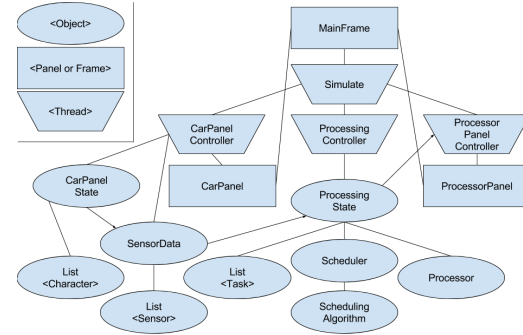 <Object>
<Panel or Frame>
<Thread>
MainFrame
Simulate
CarPanel
Controller
Processing
Controller
Processor
Panel
Controller
CarPanel
State
CarPanel
Processing
State
ProcessorPanel
SensorData
List
<Character>
List
<Task>
Scheduler
Processor
List
<Sensor>
Scheduling
Algorithm